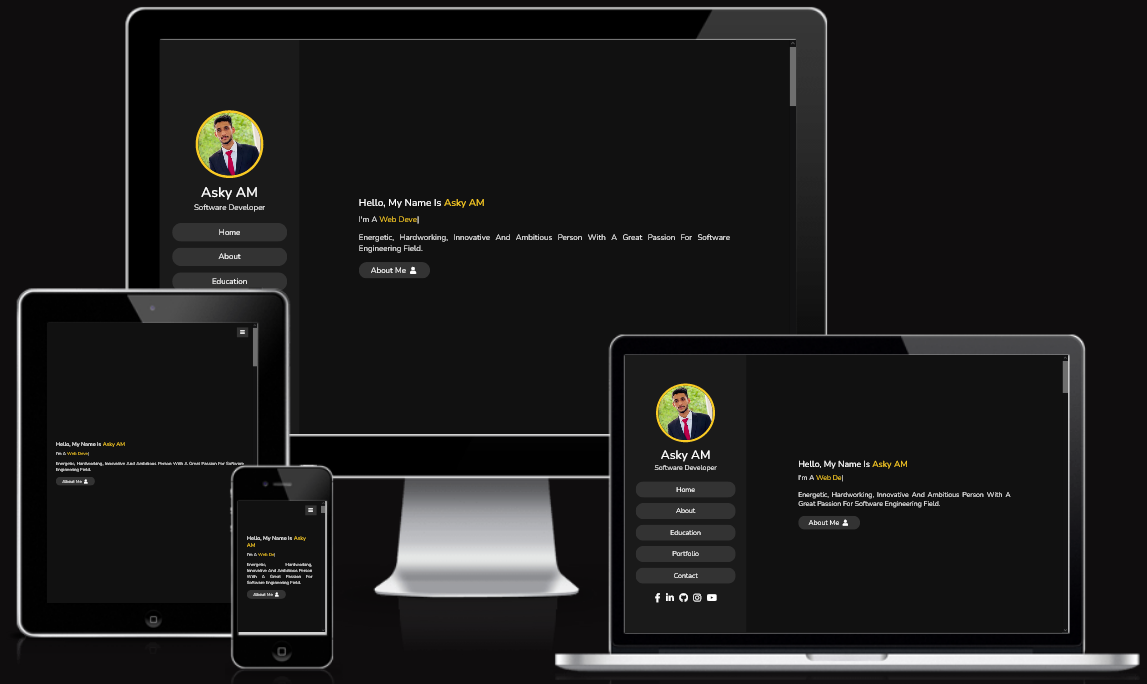 Asky AM
Software Developer
Home
About
Education
Hello, My Name Is Asky AM
I'm A Web Deve|
Energetic, Hardworking, Innovative And Ambitious Person With A Great Passion For Software
Engineering Field.
About Me
Hello, My Name Is Asky AM
I'm A Web Deve|
Energetic, Hardworking, Innovative And Ambitious Person With A Great Passion For Software
Engineering Field.
About Me
Hello, My Name Is Asky
AM
I'm A Web De|
Energetic, Hardworking,
Innovative And Ambitious Person
With A Great Passion For
Software Engineering Field.
About Me
Asky AM
Software Developer
Home
About
Education
Portfolio
Contact
Hello, My Name Is Asky AM
I'm A Web De|
Energetic, Hardworking, Innovative And Ambitious Person With A
Great Passion For Software Engineering Field.
About Me